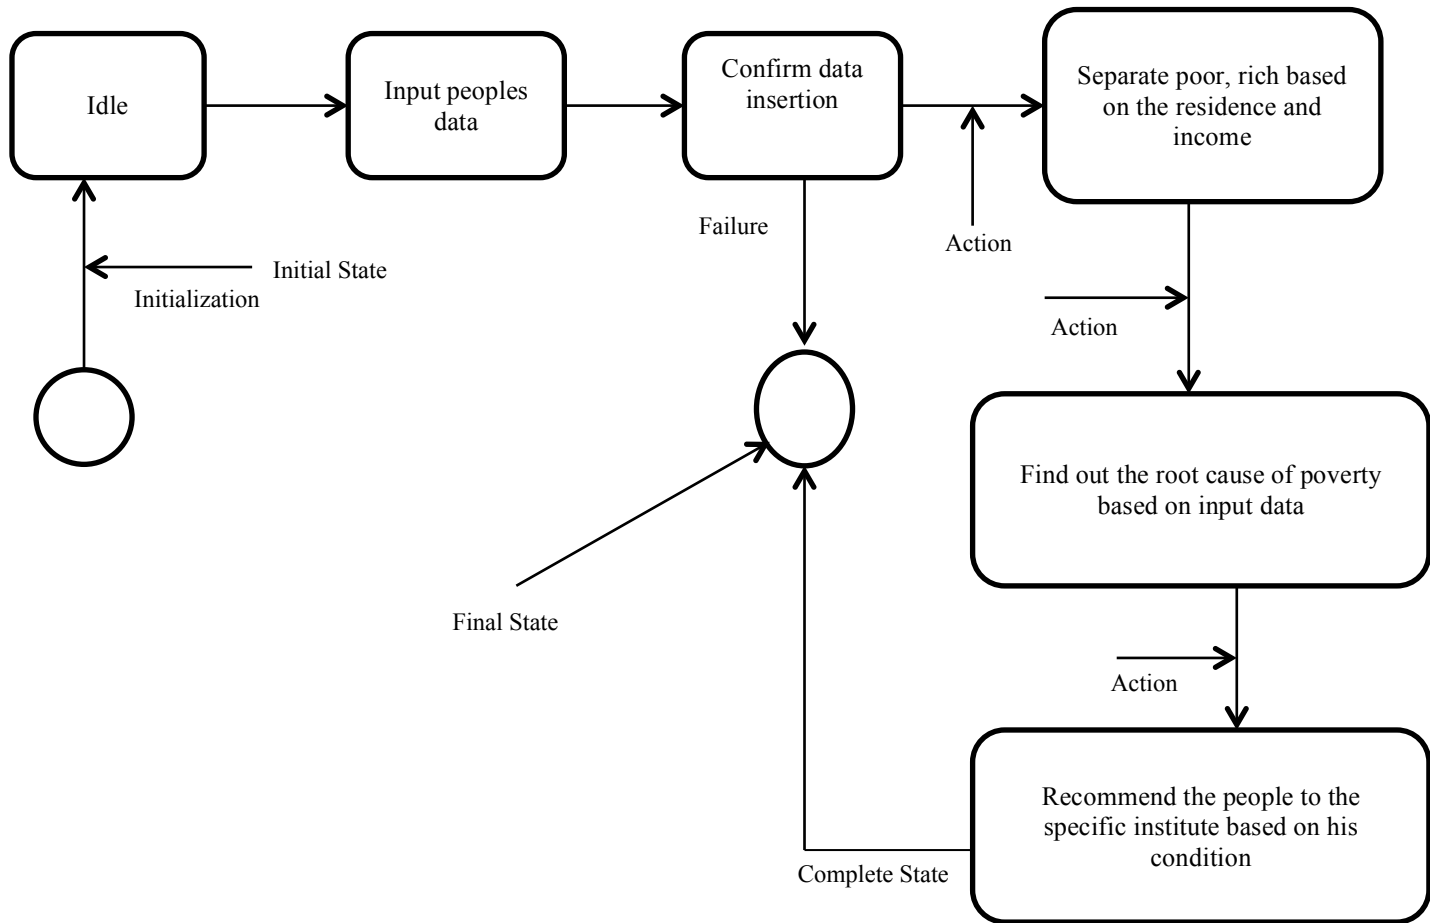 Idle
Input peoples
data
Confirm data
insertion
Separate poor, rich based
on the residence and
income
Failure
Action
Initial State
Initialization
Action
Find out the root cause of poverty
based on input data
Final State
Action
Recommend the people to the
specific institute based on his
condition
Complete State